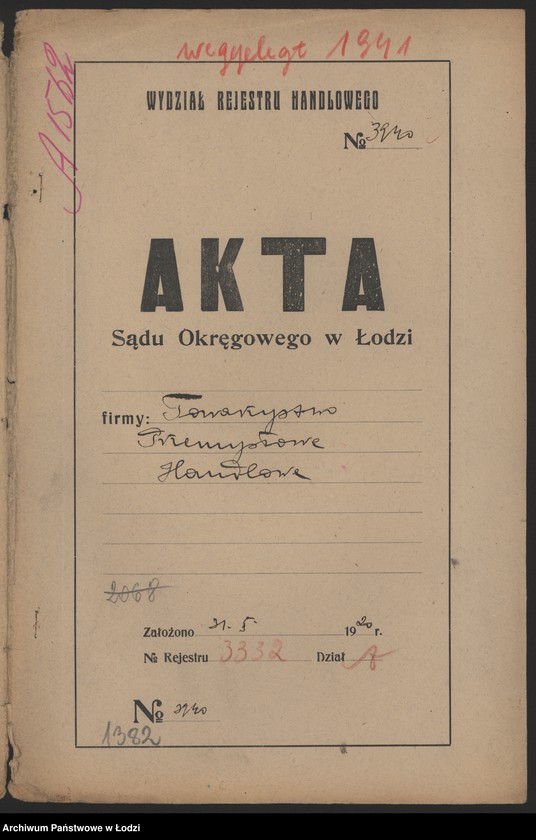 weggelegt 1941
A 1562
WYDZIAŁ REJESTRU HANDLOWEGO
№ 3240
AKTA
Sądu Okręgowego w Łodzi
firmy: Towarzystwo
Przemysłowe
Handlowe
2068
Założono 21. 5. 1920 r.
№ Rejestru 3332 Dział A
№ 3240
1382
Archiwum Państwowe w Łodzi